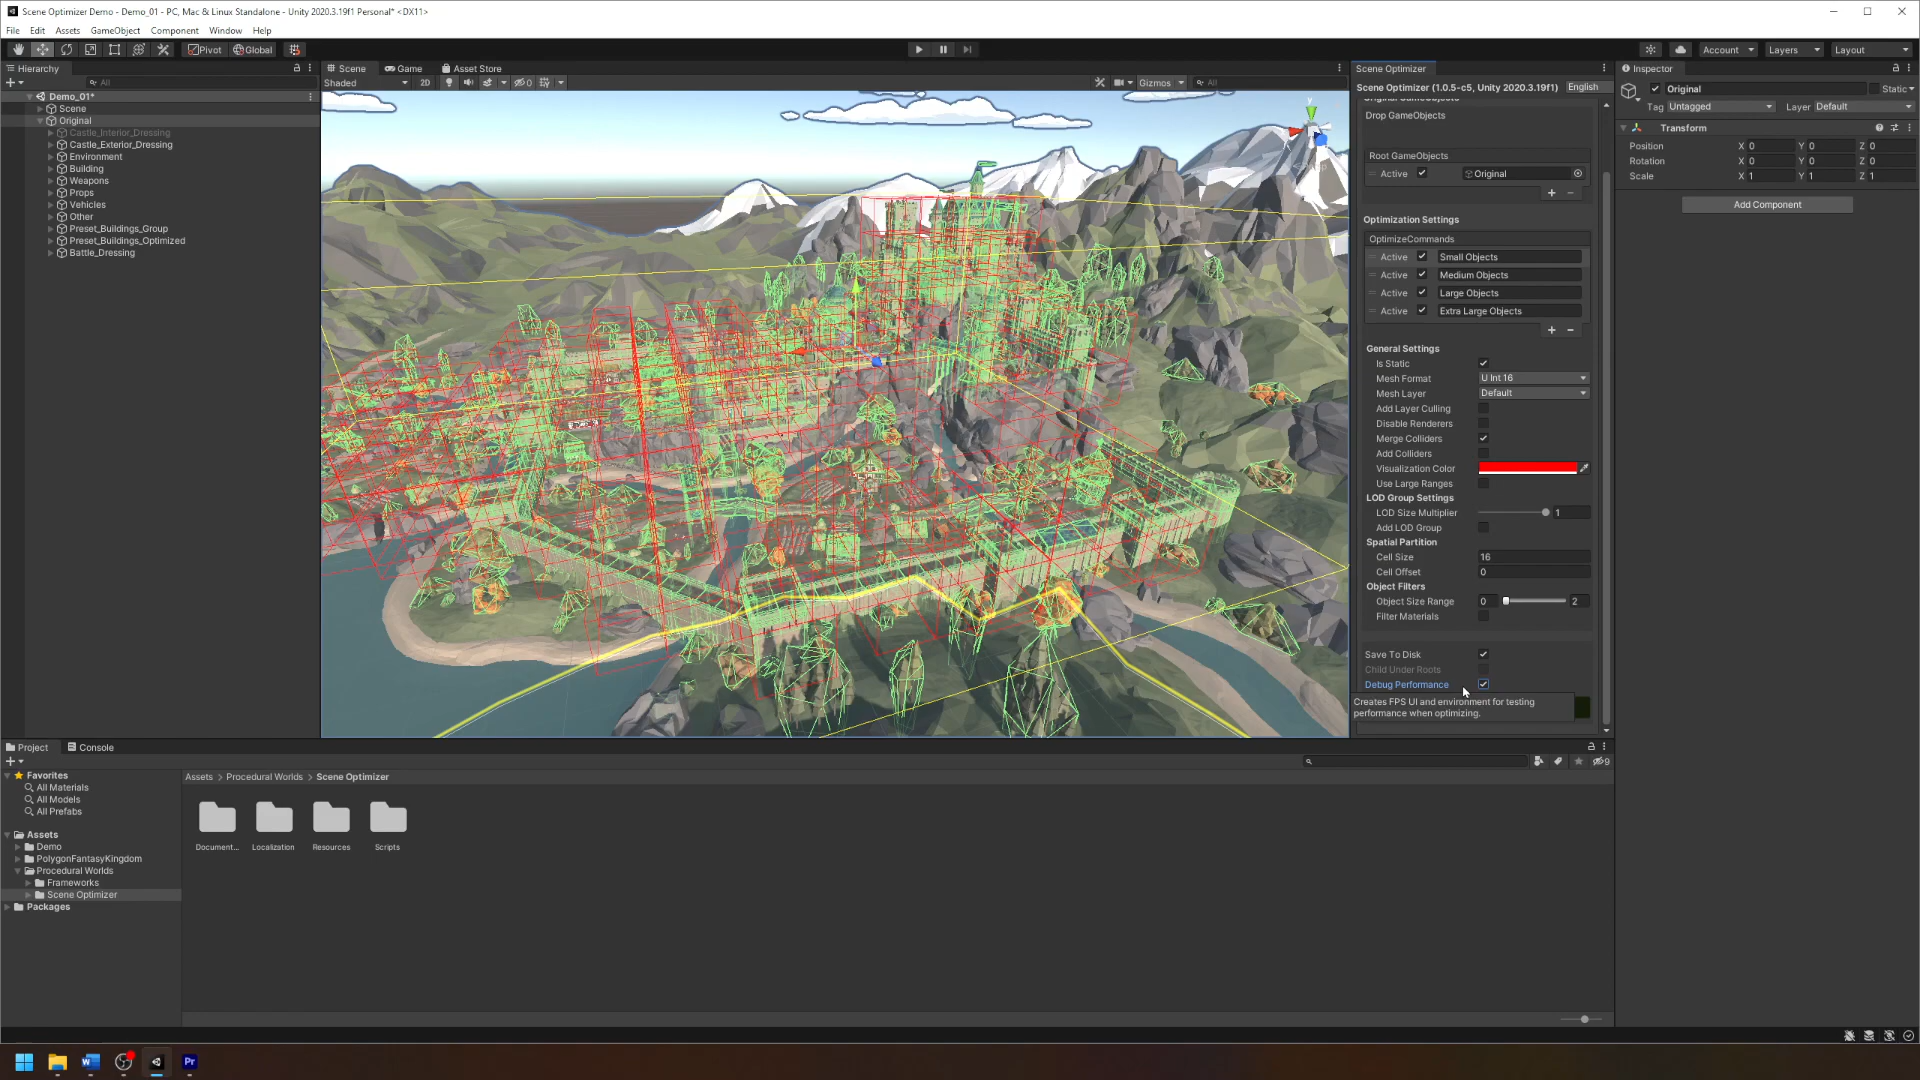 Scene Optimizer Demo - Demo_01 - PC, Mac & Linux Standalone - Unity 2020.3.19f1 Personal* <DX11>
File Edit Assets GameObject Component Window Help
Pivot Global Account Layers Layout
Hierarchy
All
Demo_01*
Scene
Original
Castle_Interior_Dressing
Castle_Exterior_Dressing
Environment
Building
Weapons
Props
Vehicles
Other
Preset_Buildings_Group
Preset_Buildings_Optimized
Battle_Dressing
Scene Game Asset Store
Shaded 2D 0 Gizmos All
Scene Optimizer
Scene Optimizer (1.0.5-c5, Unity 2020.3.19f1) English
Original GameObjects
Drop GameObjects
Root GameObjects
Active Original
Optimization Settings
OptimizeCommands
Active Small Objects
Active Medium Objects
Active Large Objects
Active Extra Large Objects
General Settings
Is Static
Mesh Format U Int 16
Mesh Layer Default
Add Layer Culling
Disable Renderers
Merge Colliders
Add Colliders
Visualization Color
Use Large Ranges
LOD Group Settings
LOD Size Multiplier 1
Add LOD Group
Spatial Partition
Cell Size 16
Cell Offset 0
Object Filters
Object Size Range 0 2
Filter Materials
Save To Disk
Child Under Roots
Debug Performance
Creates FPS UI and environment for testing
performance when optimizing.
Inspector
Original Static
Tag Untagged Layer Default
Transform
Position X 0 Y 0 Z 0
Rotation X 0 Y 0 Z 0
Scale X 1 Y 1 Z 1
Add Component
Project Console
9
Favorites
All Materials
All Models
All Prefabs
Assets
Demo
PolygonFantasyKingdom
Procedural Worlds
Frameworks
Scene Optimizer
Packages
Assets > Procedural Worlds > Scene Optimizer
Document... Localization Resources Scripts
W Pr